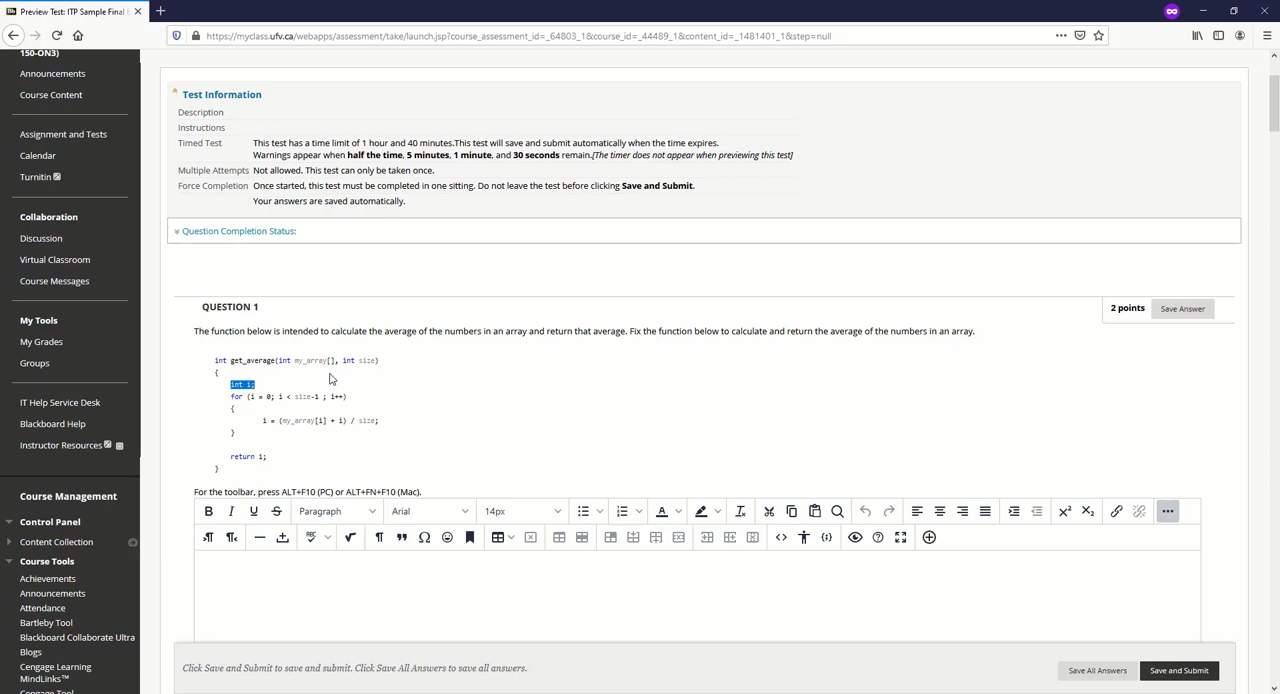 Preview Test: ITP Sample Final E
https://myclass.ufv.ca/webapps/assessment/take/launch.jsp?course_assessment_id=_64803_1&course_id=_44489_1&content_id=_1481401_1&step=null
150-ON3)
Announcements
Course Content
Assignment and Tests
Calendar
Turnitin
Collaboration
Discussion
Virtual Classroom
Course Messages
My Tools
My Grades
Groups
IT Help Service Desk
Blackboard Help
Instructor Resources
Course Management
Control Panel
Content Collection
Course Tools
Achievements
Announcements
Attendance
Bartleby Tool
Blackboard Collaborate Ultra
Blogs
Cengage Learning
MindLinks™
Cengage Tool
Test Information
Description
Instructions
Timed Test This test has a time limit of 1 hour and 40 minutes.This test will save and submit automatically when the time expires.
Warnings appear when half the time, 5 minutes, 1 minute, and 30 seconds remain.[The timer does not appear when previewing this test]
Multiple Attempts Not allowed. This test can only be taken once.
Force Completion Once started, this test must be completed in one sitting. Do not leave the test before clicking Save and Submit.
Your answers are saved automatically.
Question Completion Status:
QUESTION 1
2 points Save Answer
The function below is intended to calculate the average of the numbers in an array and return that average. Fix the function below to calculate and return the average of the numbers in an array.
int get_average(int my_array[], int size)
{
int i;
for (i = 0; i < size-1 ; i++)
{
i = (my_array[i] + i) / size;
}
return i;
}
For the toolbar, press ALT+F10 (PC) or ALT+FN+F10 (Mac).
B I U S Paragraph Arial 14px
Click Save and Submit to save and submit. Click Save All Answers to save all answers.
Save All Answers Save and Submit